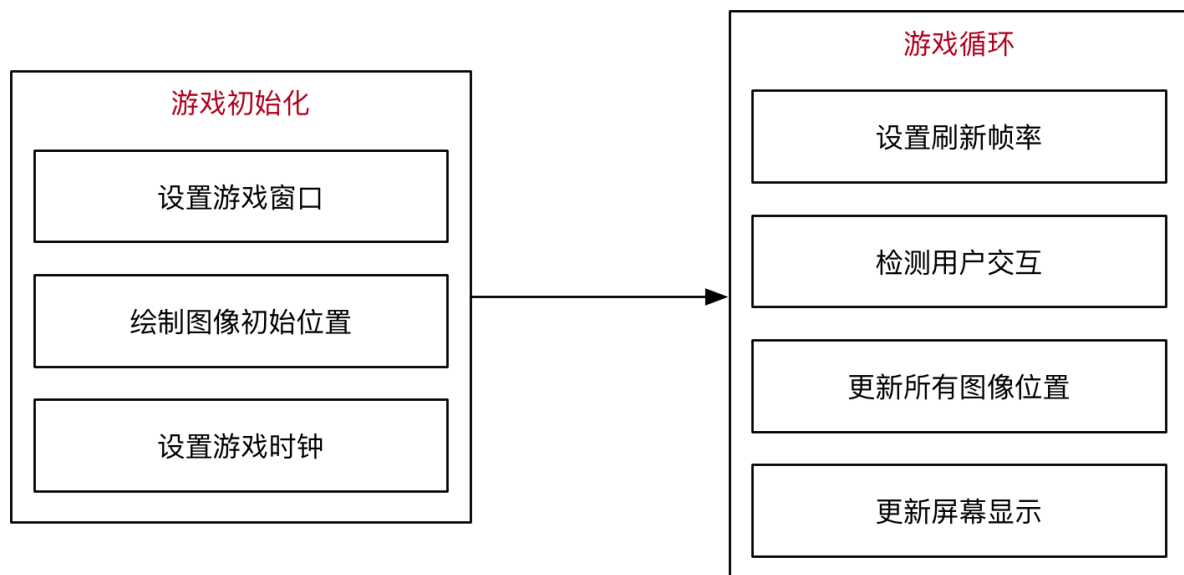 游戏初始化
设置游戏窗口
绘制图像初始位置
设置游戏时钟
游戏循环
设置刷新帧率
检测用户交互
更新所有图像位置
更新屏幕显示